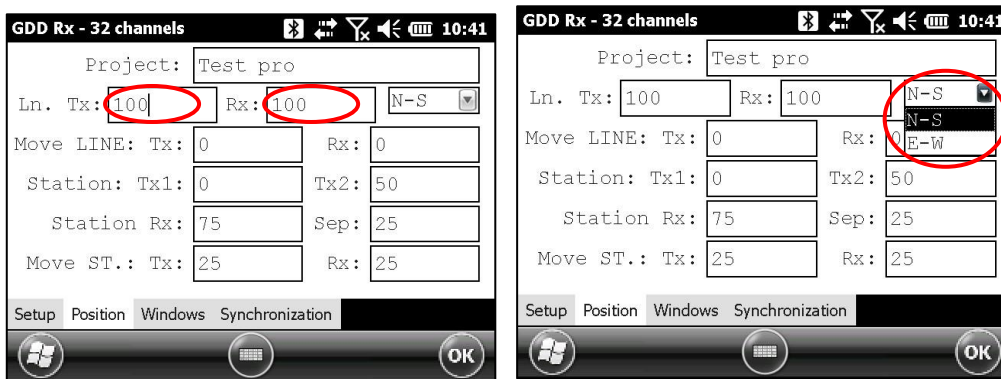 GDD Rx - 32 channels 10:41
Project: Test pro
Ln. Tx: 100 Rx: 100 N-S
Move LINE: Tx: 0 Rx: 0
Station: Tx1: 0 Tx2: 50
Station Rx: 75 Sep: 25
Move ST.: Tx: 25 Rx: 25
Setup Position Windows Synchronization
OK
GDD Rx - 32 channels 10:41
Project: Test pro
Ln. Tx: 100 Rx: 100 N-S
N-S
Move LINE: Tx: 0 Rx: 0 E-W
Station: Tx1: 0 Tx2: 50
Station Rx: 75 Sep: 25
Move ST.: Tx: 25 Rx: 25
Setup Position Windows Synchronization
OK